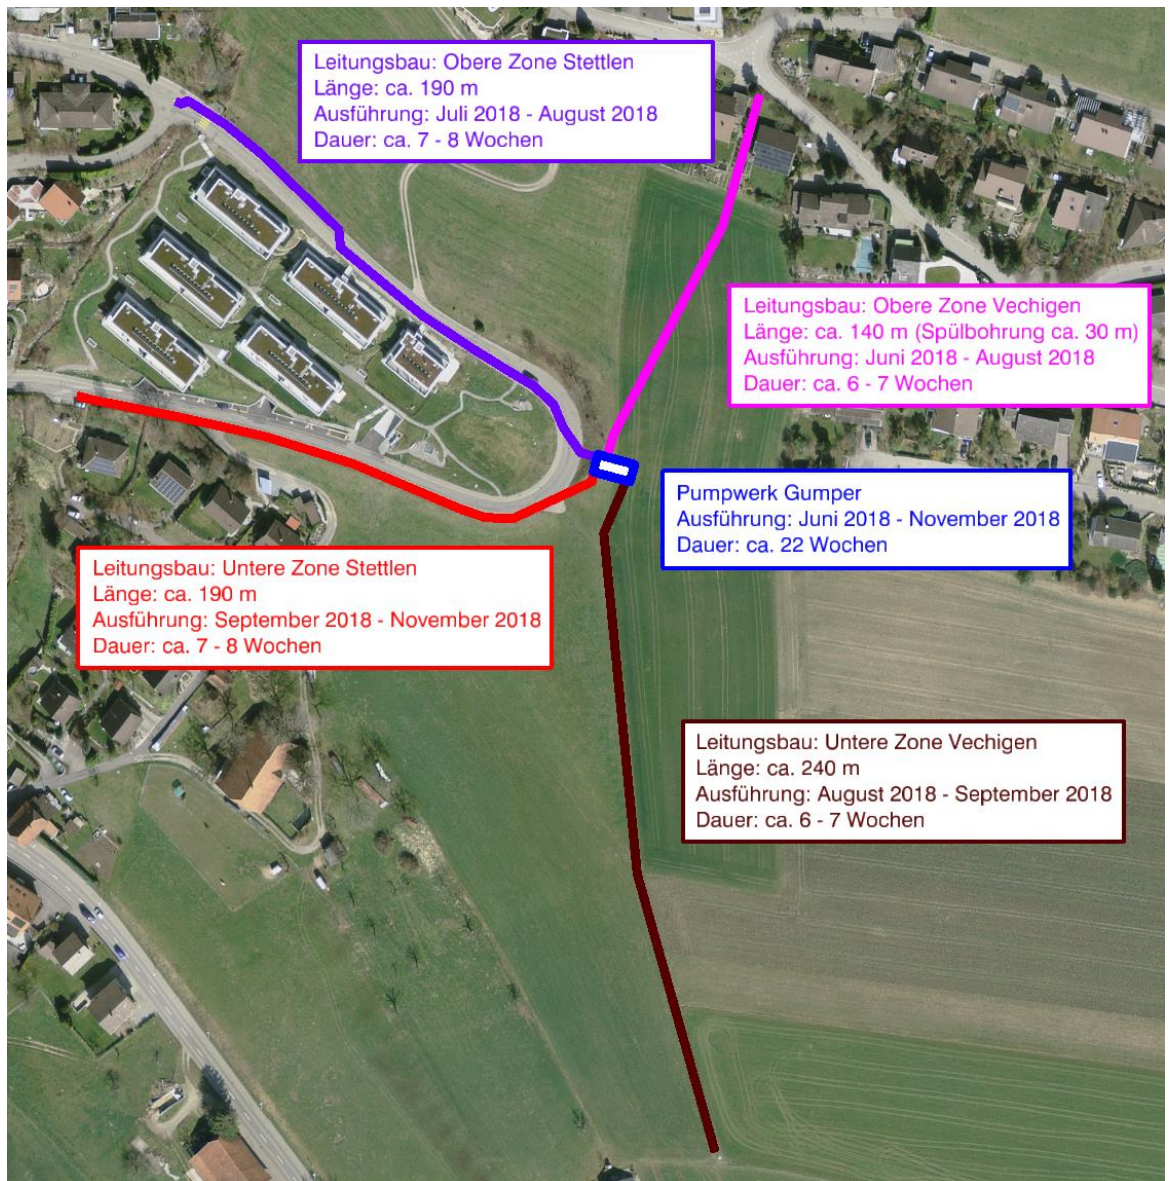 Leitungsbau: Obere Zone Stettlen
Länge: ca. 190 m
Ausführung: Juli 2018 - August 2018
Dauer: ca. 7 - 8 Wochen
Leitungsbau: Obere Zone Vechigen
Länge: ca. 140 m (Spülbohrung ca. 30 m)
Ausführung: Juni 2018 - August 2018
Dauer: ca. 6 - 7 Wochen
Pumpwerk Gumper
Ausführung: Juni 2018 - November 2018
Dauer: ca. 22 Wochen
Leitungsbau: Untere Zone Stettlen
Länge: ca. 190 m
Ausführung: September 2018 - November 2018
Dauer: ca. 7 - 8 Wochen
Leitungsbau: Untere Zone Vechigen
Länge: ca. 240 m
Ausführung: August 2018 - September 2018
Dauer: ca. 6 - 7 Wochen